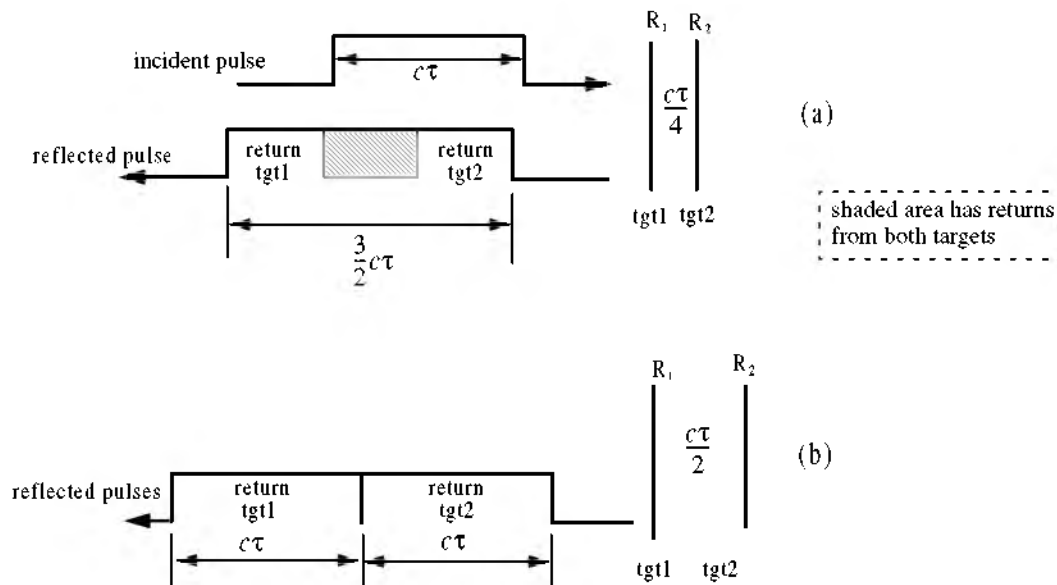 R₁ R₂
incident pulse
cτ
cτ/4
(a)
reflected pulse
return
tgt1
return
tgt2
tgt1 tgt2
shaded area has returns
from both targets
3/2 cτ
R₁ R₂
cτ/2
(b)
reflected pulses
return
tgt1
return
tgt2
cτ cτ
tgt1 tgt2